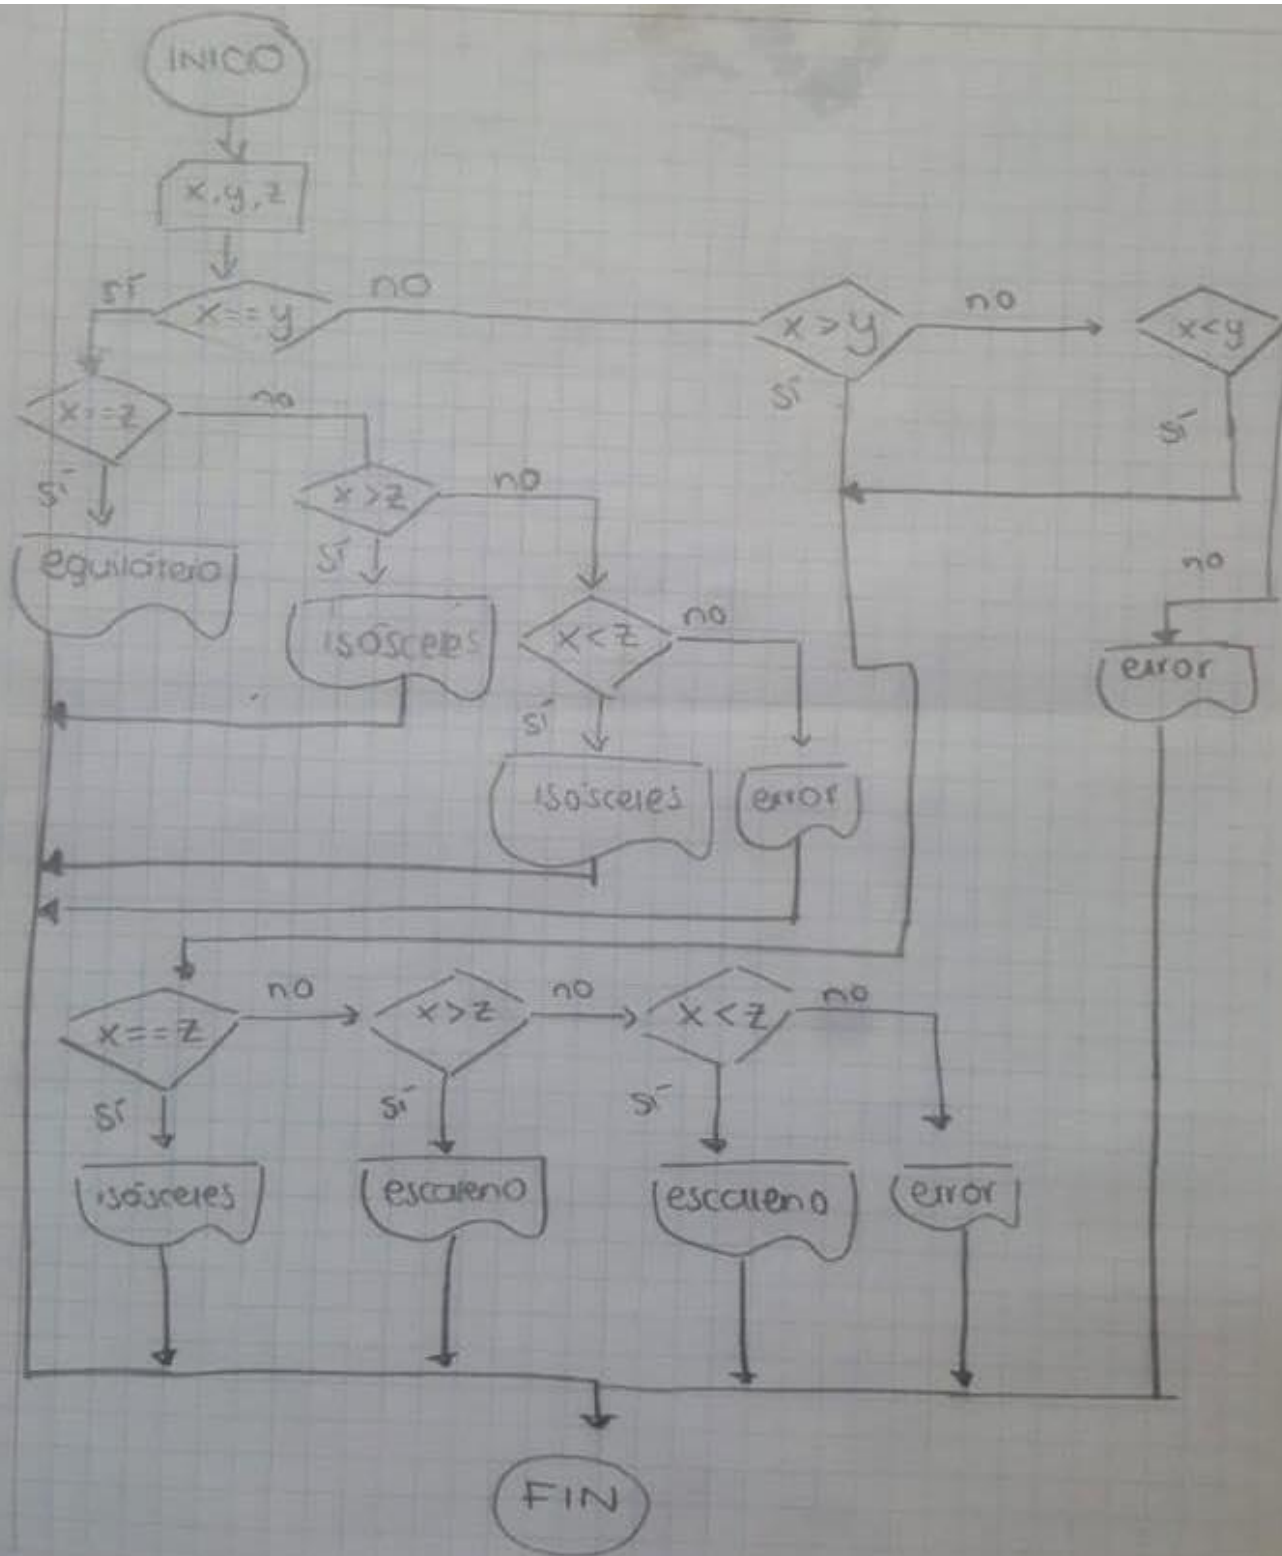 INICIO
x, y, z
sí
x == y
no
x > y
no
x < y
sí
sí
x == z
no
sí
x > z
no
sí
equilátero
isósceles
x < z
no
no
error
sí
isósceles
error
x == z
no
x > z
no
x < z
no
sí
sí
sí
isósceles
escaleno
escaleno
error
FIN